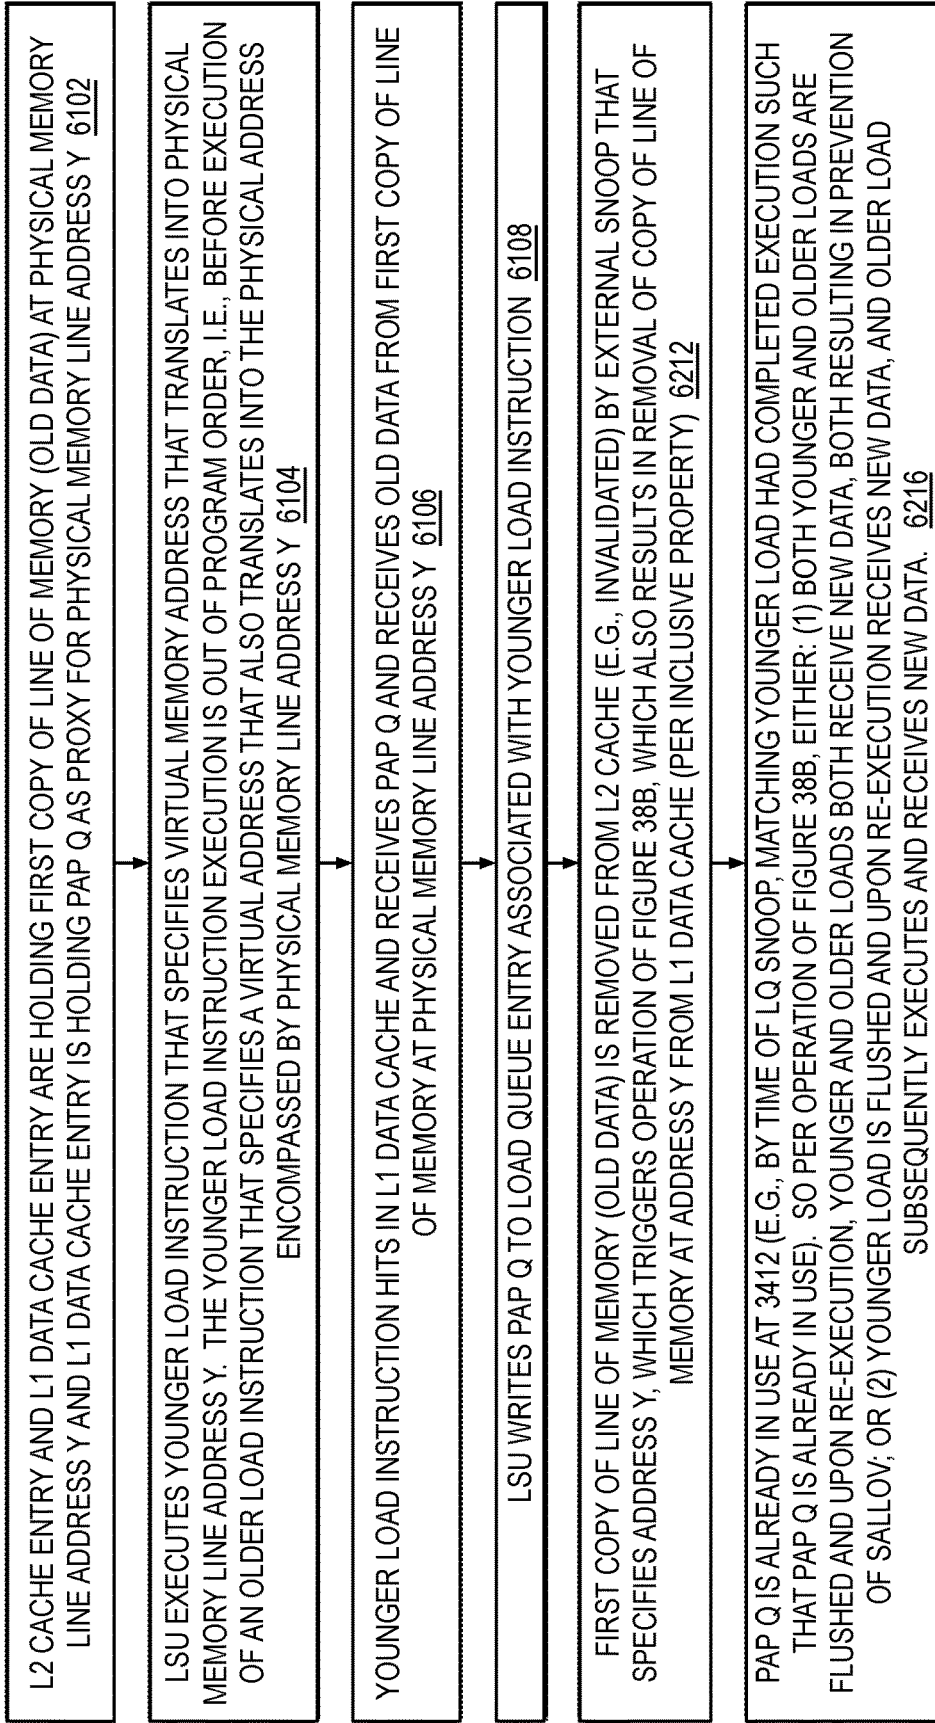 L2 CACHE ENTRY AND L1 DATA CACHE ENTRY ARE HOLDING FIRST COPY OF LINE OF MEMORY (OLD DATA) AT PHYSICAL MEMORY
LINE ADDRESS Y AND L1 DATA CACHE ENTRY IS HOLDING PAP Q AS PROXY FOR PHYSICAL MEMORY LINE ADDRESS Y 6102
LSU EXECUTES YOUNGER LOAD INSTRUCTION THAT SPECIFIES VIRTUAL MEMORY ADDRESS THAT TRANSLATES INTO PHYSICAL
MEMORY LINE ADDRESS Y. THE YOUNGER LOAD INSTRUCTION EXECUTION IS OUT OF PROGRAM ORDER, I.E., BEFORE EXECUTION
OF AN OLDER LOAD INSTRUCTION THAT SPECIFIES A VIRTUAL ADDRESS THAT ALSO TRANSLATES INTO THE PHYSICAL ADDRESS
ENCOMPASSED BY PHYSICAL MEMORY LINE ADDRESS Y 6104
YOUNGER LOAD INSTRUCTION HITS IN L1 DATA CACHE AND RECEIVES PAP Q AND RECEIVES OLD DATA FROM FIRST COPY OF LINE
OF MEMORY AT PHYSICAL MEMORY LINE ADDRESS Y 6106
LSU WRITES PAP Q TO LOAD QUEUE ENTRY ASSOCIATED WITH YOUNGER LOAD INSTRUCTION 6108
FIRST COPY OF LINE OF MEMORY (OLD DATA) IS REMOVED FROM L2 CACHE (E.G., INVALIDATED) BY EXTERNAL SNOOP THAT
SPECIFIES ADDRESS Y, WHICH TRIGGERS OPERATION OF FIGURE 38B, WHICH ALSO RESULTS IN REMOVAL OF COPY OF LINE OF
MEMORY AT ADDRESS Y FROM L1 DATA CACHE (PER INCLUSIVE PROPERTY) 6212
PAP Q IS ALREADY IN USE AT 3412 (E.G., BY TIME OF LQ SNOOP, MATCHING YOUNGER LOAD HAD COMPLETED EXECUTION SUCH
THAT PAP Q IS ALREADY IN USE). SO PER OPERATION OF FIGURE 38B, EITHER: (1) BOTH YOUNGER AND OLDER LOADS ARE
FLUSHED AND UPON RE-EXECUTION, YOUNGER AND OLDER LOADS BOTH RECEIVE NEW DATA, BOTH RESULTING IN PREVENTION
OF SALLOV; OR (2) YOUNGER LOAD IS FLUSHED AND UPON RE-EXECUTION RECEIVES NEW DATA, AND OLDER LOAD
SUBSEQUENTLY EXECUTES AND RECEIVES NEW DATA. 6216